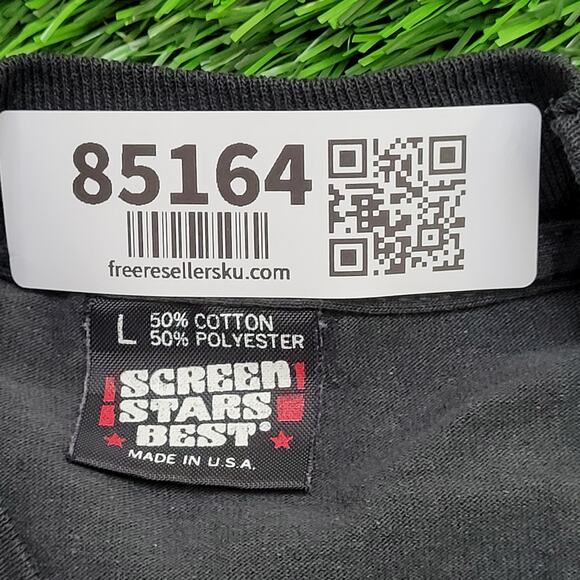 85164
freeresellersku.com
L 50% COTTON
50% POLYESTER
SCREEN
STARS
BEST®
MADE IN U.S.A.